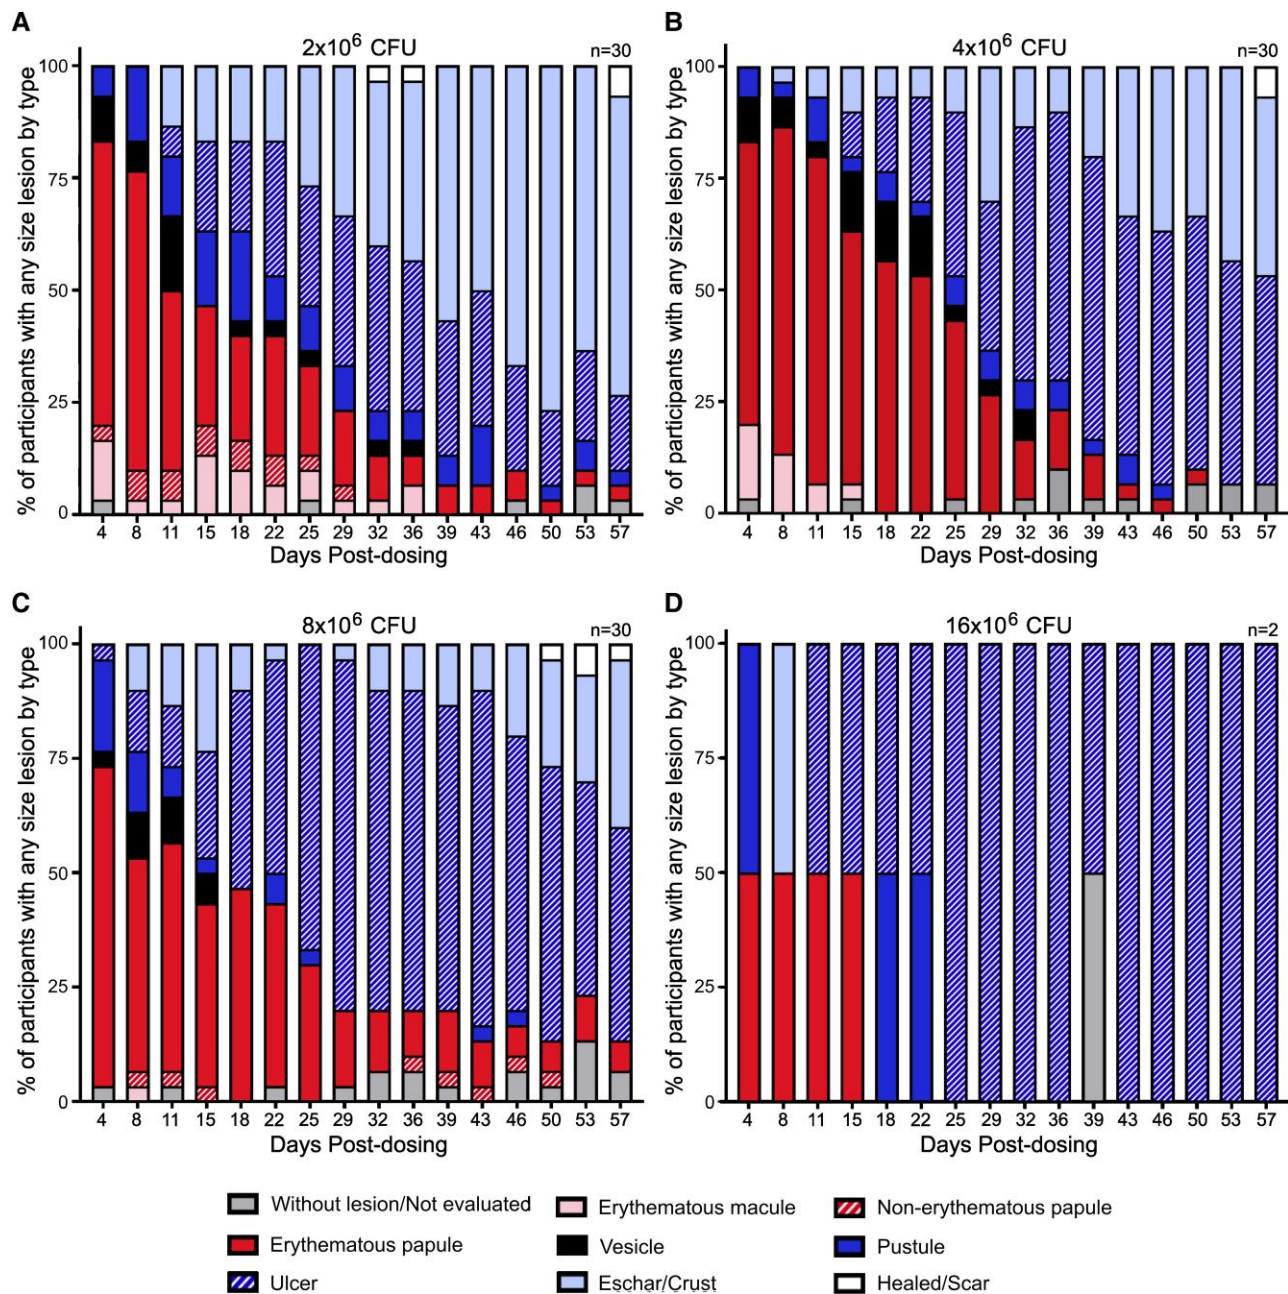 A
2x10⁶ CFU
n=30
% of participants with any size lesion by type
100
75
50
25
0
4 8 11 15 18 22 25 29 32 36 39 43 46 50 53 57
Days Post-dosing
B
4x10⁶ CFU
n=30
% of participants with any size lesion by type
100
75
50
25
0
4 8 11 15 18 22 25 29 32 36 39 43 46 50 53 57
Days Post-dosing
C
8x10⁶ CFU
n=30
% of participants with any size lesion by type
100
75
50
25
0
4 8 11 15 18 22 25 29 32 36 39 43 46 50 53 57
Days Post-dosing
D
16x10⁶ CFU
n=2
% of participants with any size lesion by type
100
75
50
25
0
4 8 11 15 18 22 25 29 32 36 39 43 46 50 53 57
Days Post-dosing
Without lesion/Not evaluated
Erythematous macule
Non-erythematous papule
Erythematous papule
Vesicle
Pustule
Ulcer
Eschar/Crust
Healed/Scar